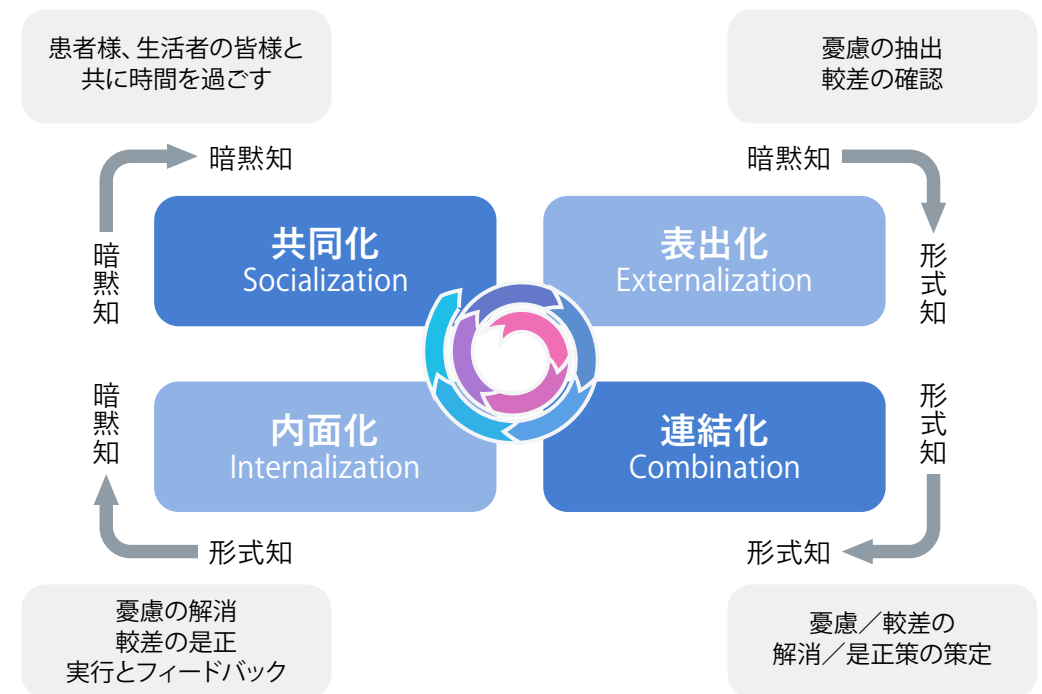 患者様、生活者の皆様と
共に時間を過ごす
憂慮の抽出
較差の確認
暗黙知
暗黙知
暗黙知
形式知
共同化
Socialization
表出化
Externalization
暗黙知
形式知
内面化
Internalization
連結化
Combination
形式知
形式知
憂慮の解消
較差の是正
実行とフィードバック
憂慮／較差の
解消／是正策の策定